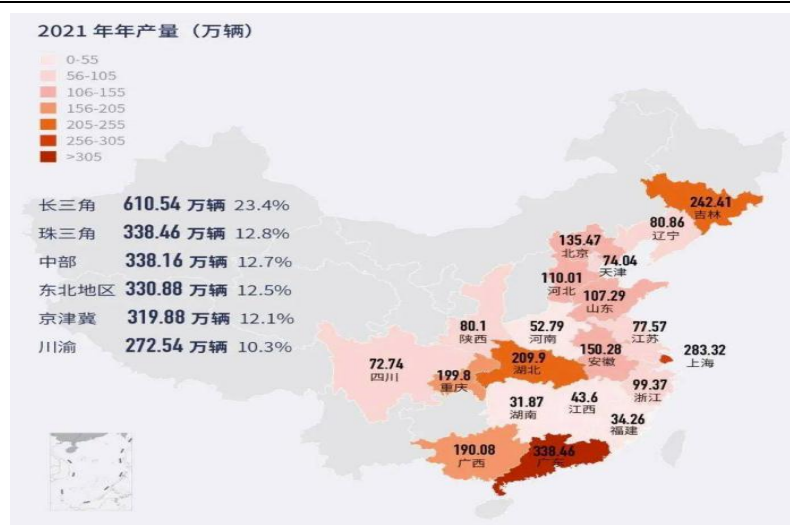 2021 年年产量（万辆）
0-55
56-105
106-155
156-205
205-255
256-305
>305
长三角 610.54 万辆 23.4%
珠三角 338.46 万辆 12.8%
中部 338.16 万辆 12.7%
东北地区 330.88 万辆 12.5%
京津冀 319.88 万辆 12.1%
川渝 272.54 万辆 10.3%
242.41
吉林
80.86
辽宁
135.47
北京
74.04
天津
110.01
河北
107.29
山东
80.1
陕西
52.79
河南
77.57
江苏
150.28
安徽
283.32
上海
72.74
四川
199.8
重庆
209.9
湖北
99.37
浙江
31.87
湖南
43.6
江西
34.26
福建
190.08
广西
338.46
广东